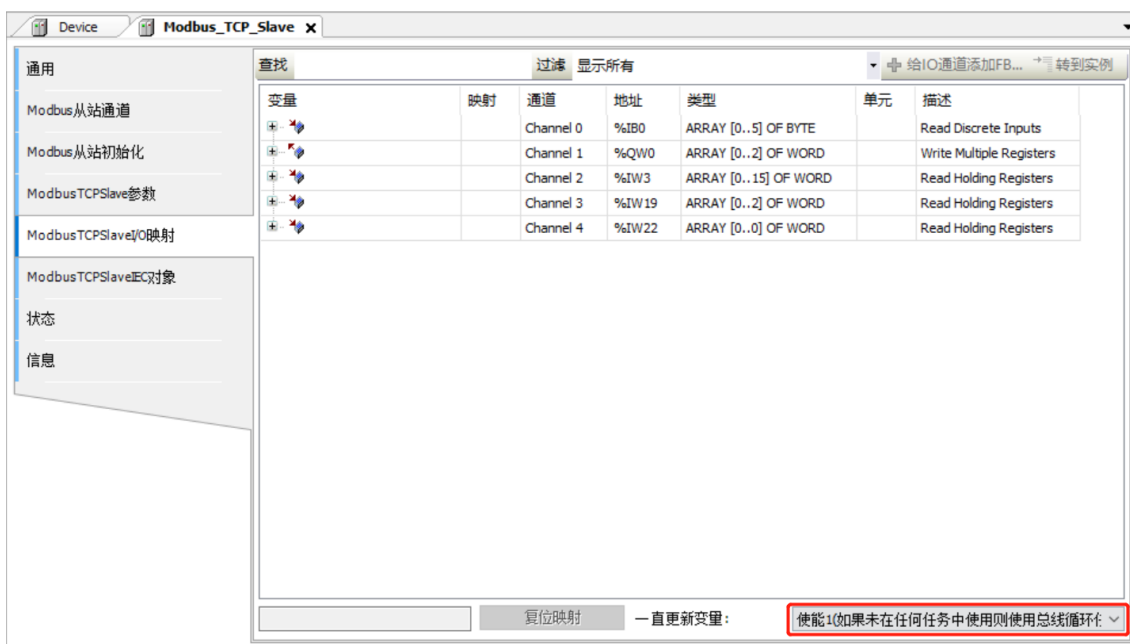 Device Modbus_TCP_Slave X
通用
Modbus从站通道
Modbus从站初始化
ModbusTCPSlave参数
ModbusTCPSlaveI/O映射
ModbusTCPSlaveIEC对象
状态
信息
查找 过滤 显示所有 给IO通道添加FB... 转到实例
变量 映射 通道 地址 类型 单元 描述
Channel 0 %IB0 ARRAY [0..5] OF BYTE Read Discrete Inputs
Channel 1 %QW0 ARRAY [0..2] OF WORD Write Multiple Registers
Channel 2 %IW3 ARRAY [0..15] OF WORD Read Holding Registers
Channel 3 %IW19 ARRAY [0..2] OF WORD Read Holding Registers
Channel 4 %IW22 ARRAY [0..0] OF WORD Read Holding Registers
复位映射 一直更新变量: 使能1(如果未在任何任务中使用则使用总线循环